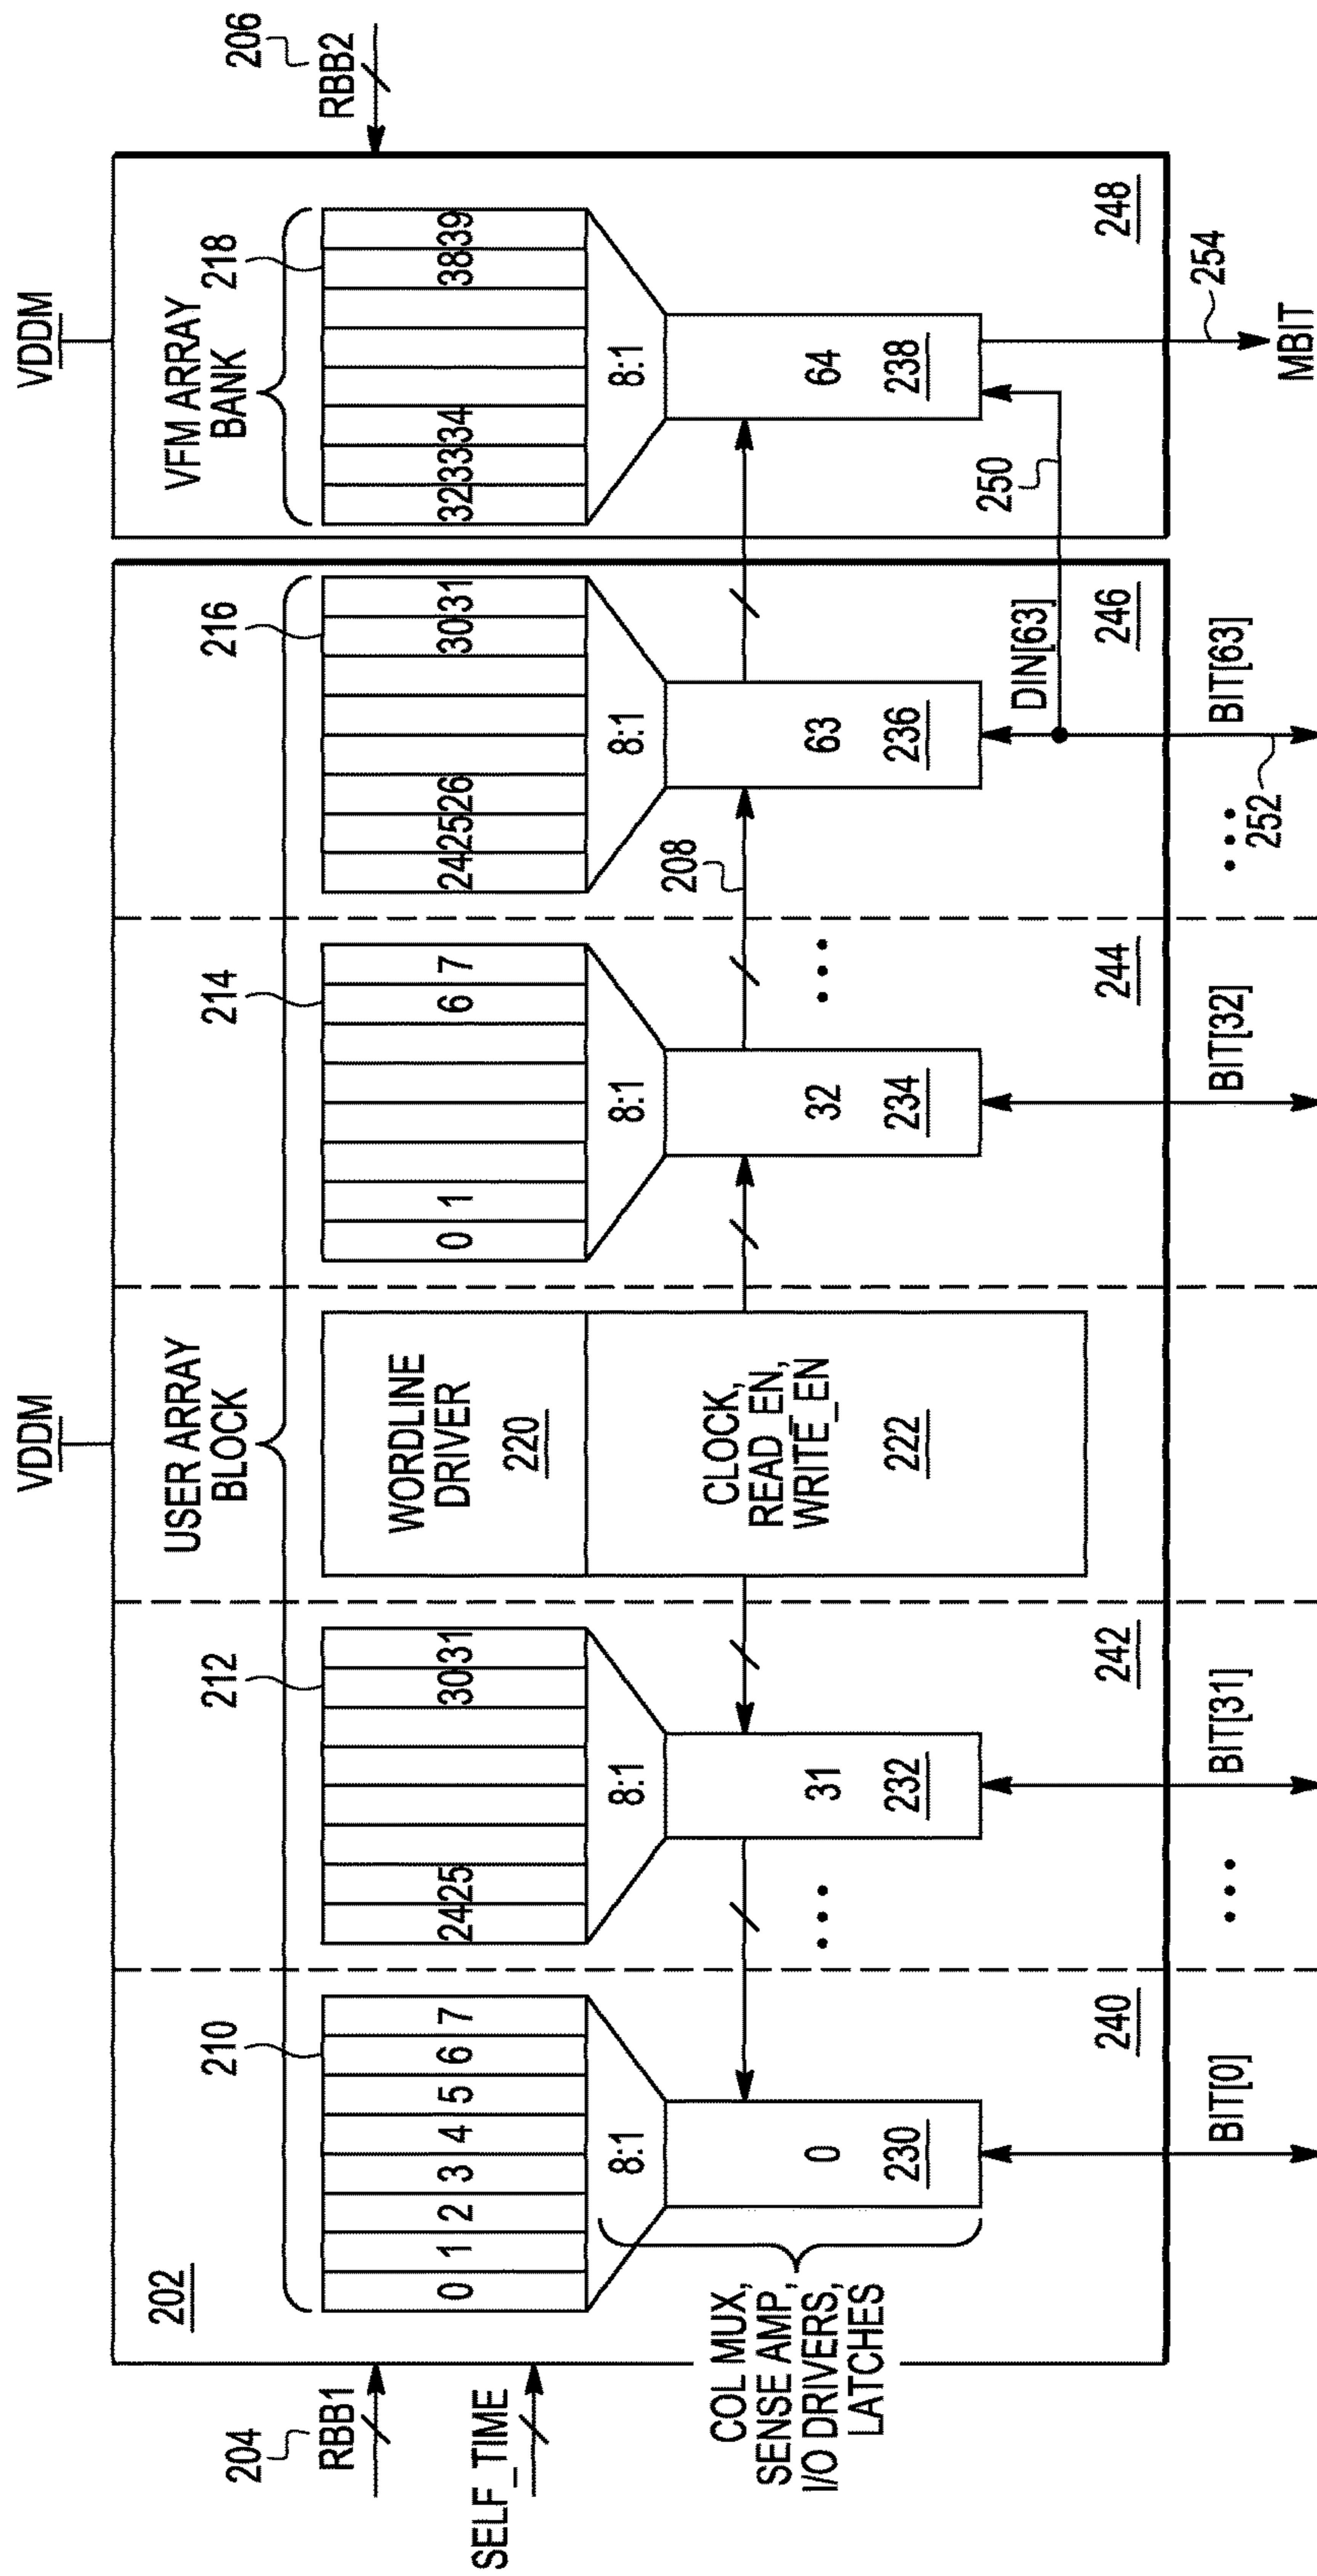 VDDM
VDDM
USER ARRAY
BLOCK
VFM ARRAY
BANK
202
210
212
214
216
218
204
RBB1
SELF_TIME
206
RBB2
0 1 2 3 4 5 6 7
24 25 30 31
WORDLINE
DRIVER
220
0 1 6 7
24 25 26 30 31
32 33 34 38 39
8:1
8:1
8:1
8:1
8:1
COL MUX,
SENSE AMP,
I/O DRIVERS,
LATCHES
0
230
•••
31
232
CLOCK,
READ_EN,
WRITE_EN
222
32
234
•••
208
63
236
64
238
DIN[63]
250
240
242
244
246
248
BIT[0]
•••
BIT[31]
BIT[32]
•••
252
BIT[63]
254
MBIT